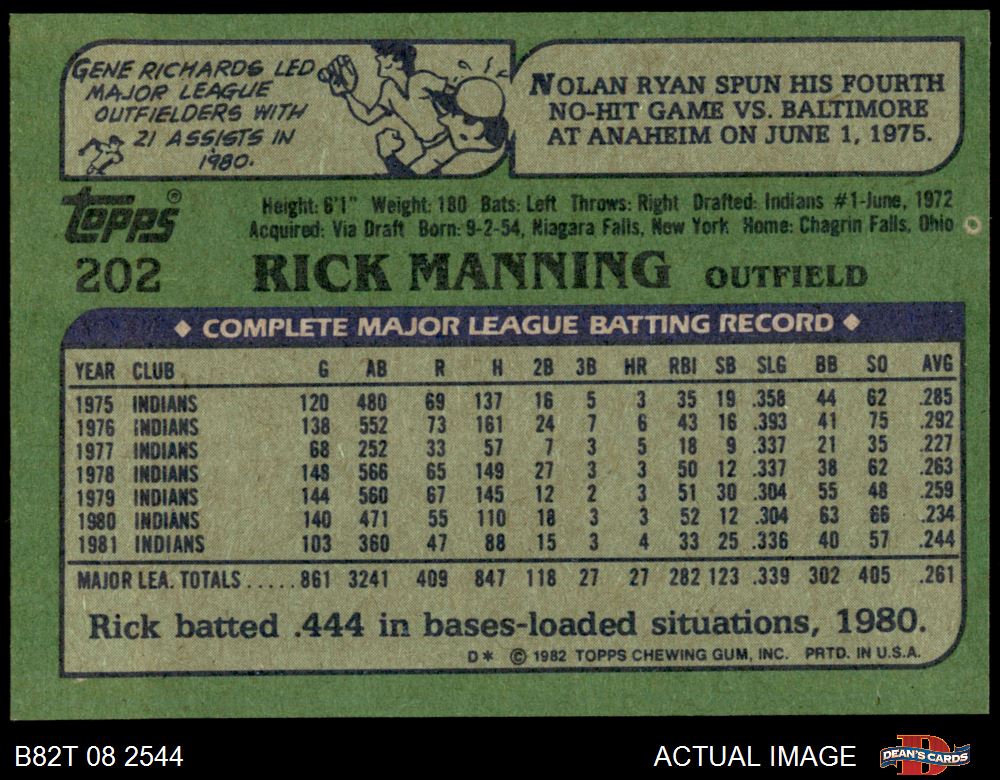 GENE RICHARDS LED
MAJOR LEAGUE
OUTFIELDERS WITH
21 ASSISTS IN
1980.
NOLAN RYAN SPUN HIS FOURTH
NO-HIT GAME VS. BALTIMORE
AT ANAHEIM ON JUNE 1, 1975.
Topps®
Height: 6'1" Weight: 180 Bats: Left Throws: Right Drafted: Indians #1-June, 1972
Acquired: Via Draft Born: 9-2-54, Niagara Falls, New York Home: Chagrin Falls, Ohio
202 RICK MANNING OUTFIELD
◆ COMPLETE MAJOR LEAGUE BATTING RECORD ◆
YEAR CLUB G AB R H 2B 3B HR RBI SB SLG BB SO AVG
1975 INDIANS 120 480 69 137 16 5 3 35 19 .358 44 62 .285
1976 INDIANS 138 552 73 161 24 7 6 43 16 .393 41 75 .292
1977 INDIANS 68 252 33 57 7 3 5 18 9 .337 21 35 .227
1978 INDIANS 148 566 65 149 27 3 3 50 12 .337 38 62 .263
1979 INDIANS 144 560 67 145 12 2 3 51 30 .304 55 48 .259
1980 INDIANS 140 471 55 110 18 3 3 52 12 .304 63 66 .234
1981 INDIANS 103 360 47 88 15 3 4 33 25 .336 40 57 .244
MAJOR LEA. TOTALS.....861 3241 409 847 118 27 27 282 123 .339 302 405 .261
Rick batted .444 in bases-loaded situations, 1980.
D* © 1982 TOPPS CHEWING GUM, INC. PRTD. IN U.S.A.
B82T 08 2544
ACTUAL IMAGE
DEAN'S CARDS